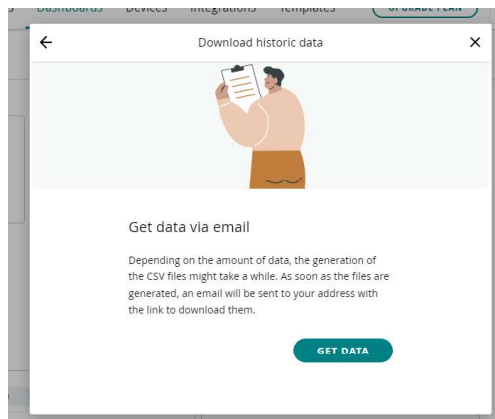 Dashboards Devices Integrations Templates UPGRADE PLAN
Download historic data
Get data via email
Depending on the amount of data, the generation of
the CSV files might take a while. As soon as the files are
generated, an email will be sent to your address with
the link to download them.
GET DATA